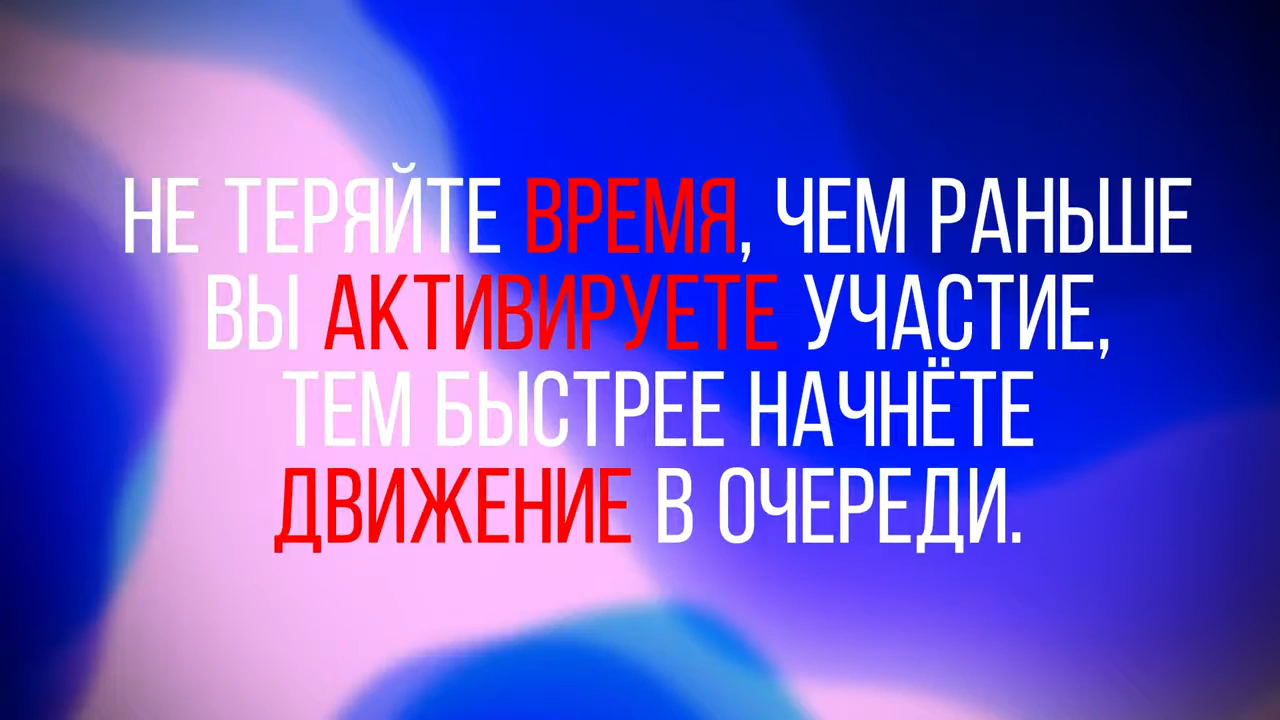 НЕ ТЕРЯЙТЕ ВРЕМЯ, ЧЕМ РАНЬШЕ
ВЫ АКТИВИРУЕТЕ УЧАСТИЕ,
ТЕМ БЫСТРЕЕ НАЧНЁТЕ
ДВИЖЕНИЕ В ОЧЕРЕДИ.